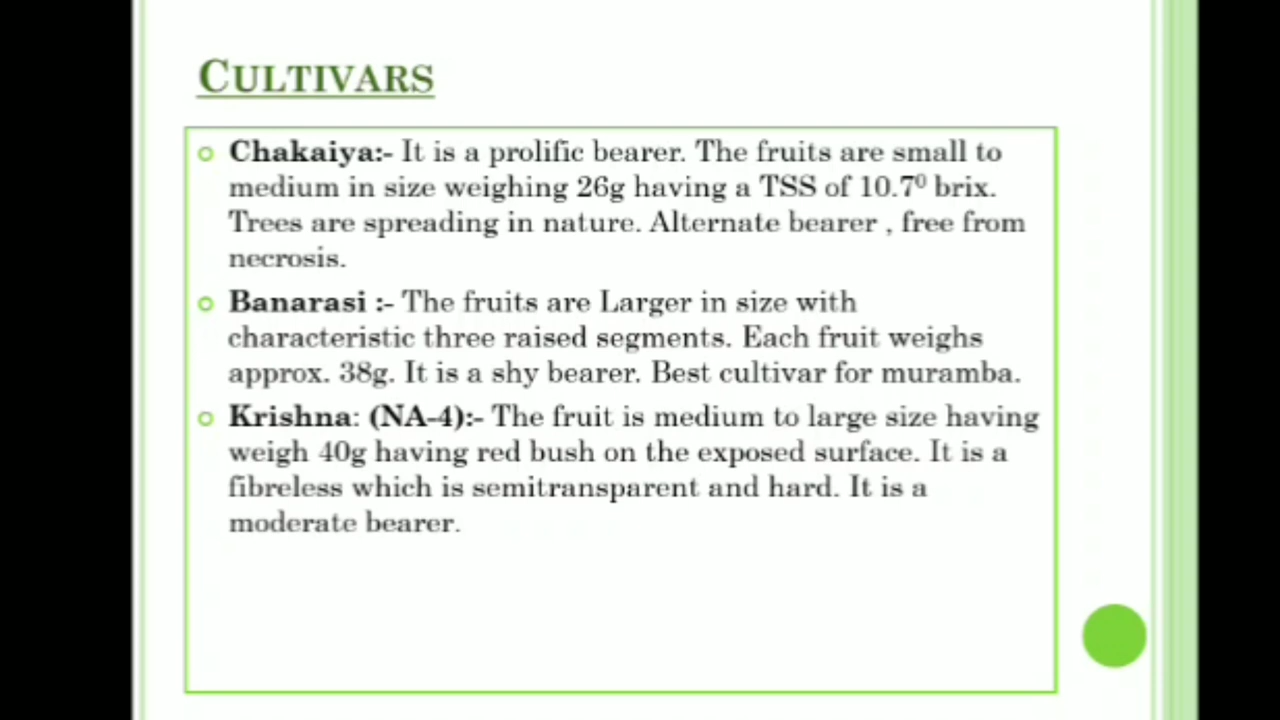 CULTIVARS
Chakaiya:- It is a prolific bearer. The fruits are small to
medium in size weighing 26g having a TSS of 10.7⁰ brix.
Trees are spreading in nature. Alternate bearer , free from
necrosis.
Banarasi :- The fruits are Larger in size with
characteristic three raised segments. Each fruit weighs
approx. 38g. It is a shy bearer. Best cultivar for muramba.
Krishna: (NA-4):- The fruit is medium to large size having
weigh 40g having red bush on the exposed surface. It is a
fibreless which is semitransparent and hard. It is a
moderate bearer.